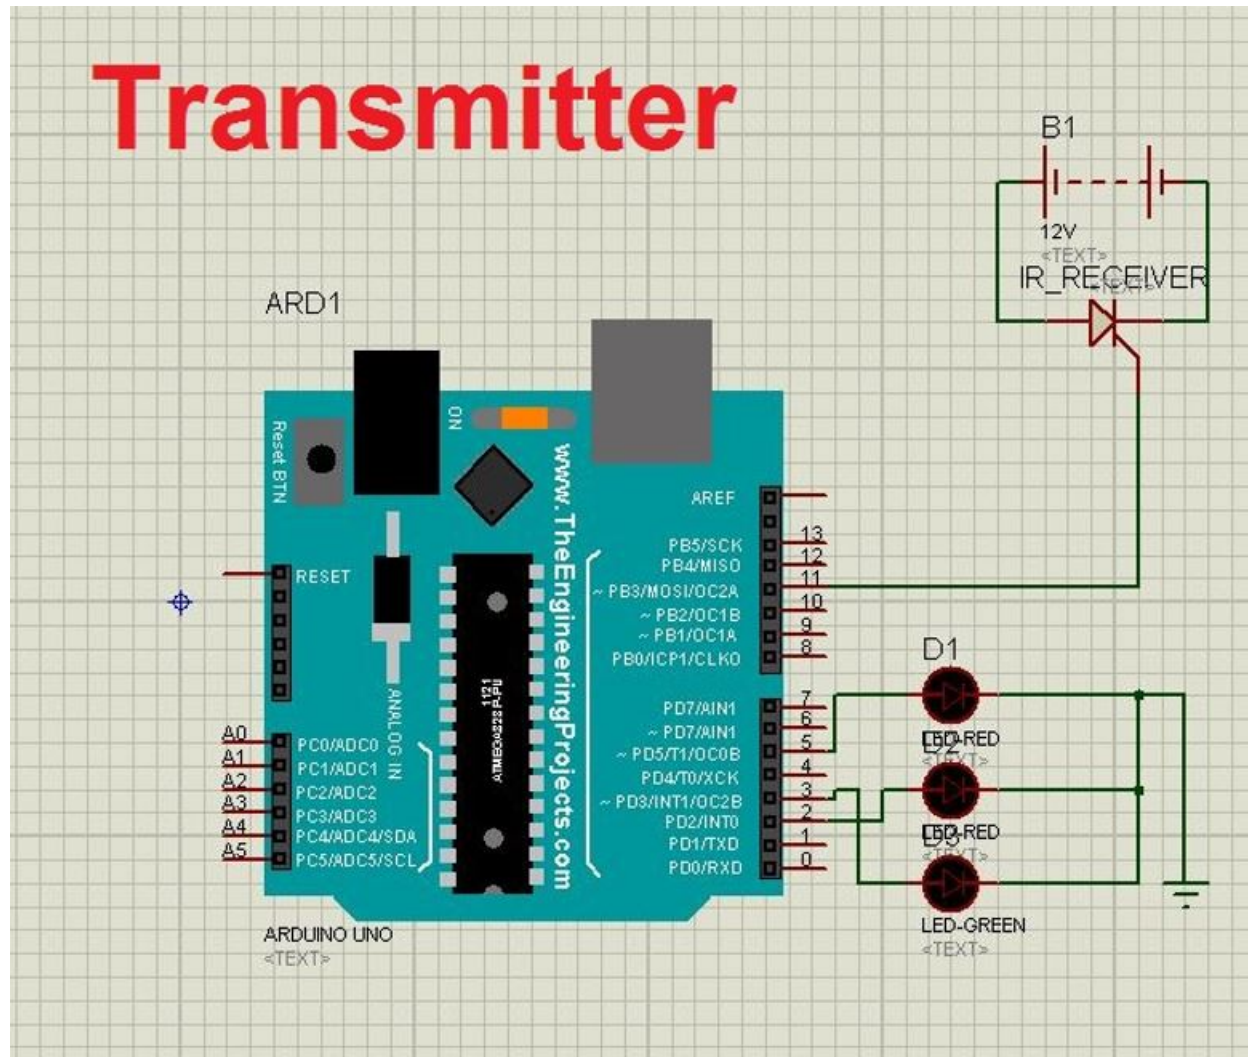 Transmitter
B1
12V
<TEXT>
IR_RECEIVER
<TEXT>
ARD1
Reset BTN
ON
www.TheEngineeringProjects.com
AREF
PB5/SCK 13
PB4/MISO 12
~ PB3/MOSI/OC2A 11
~ PB2/OC1B 10
~ PB1/OC1A 9
PB0/ICP1/CLKO 8
RESET
1121
ATMEGA328P-PU
ANALOG IN
PD7/AIN1 7
~ PD7/AIN1 6
~ PD5/T1/OC0B 5
PD4/T0/XCK 4
~ PD3/INT1/OC2B 3
PD2/INT0 2
PD1/TXD 1
PD0/RXD 0
A0 PC0/ADC0
A1 PC1/ADC1
A2 PC2/ADC2
A3 PC3/ADC3
A4 PC4/ADC4/SDA
A5 PC5/ADC5/SCL
D1
LED-RED
D2
<TEXT>
LED-RED
D3
<TEXT>
LED-GREEN
<TEXT>
ARDUINO UNO
<TEXT>